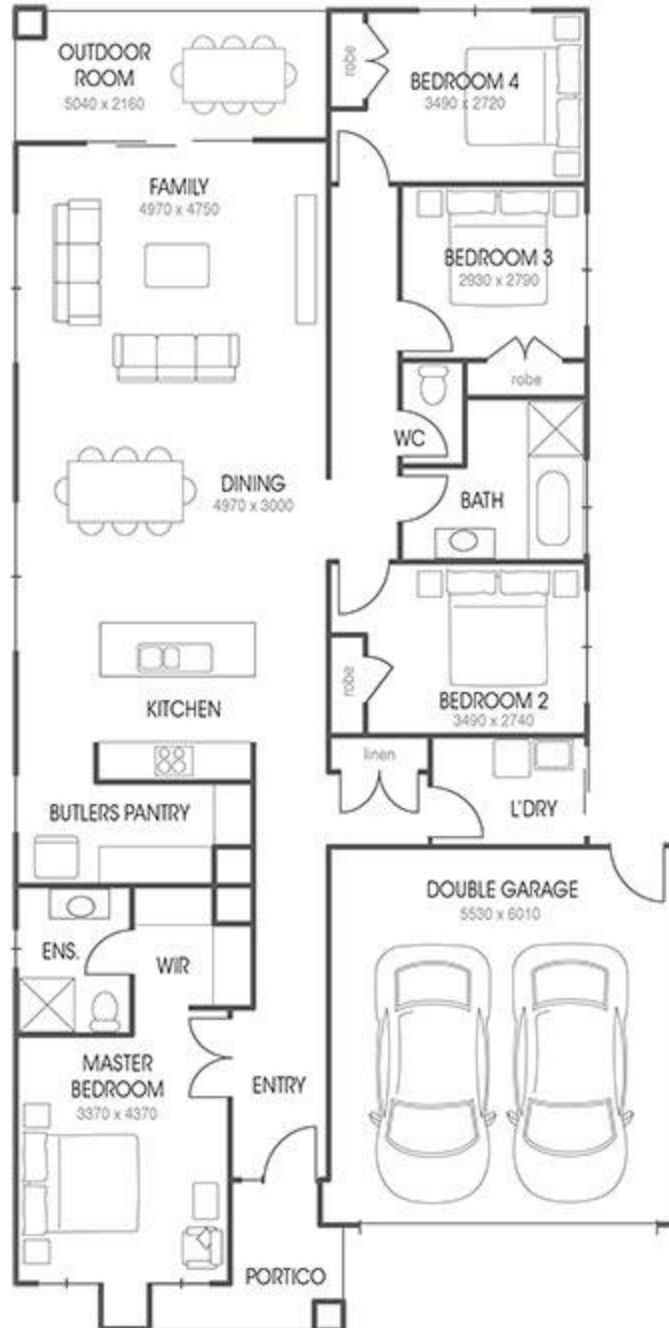 OUTDOOR
ROOM
5040 x 2160
robe
BEDROOM 4
3490 x 2720
FAMILY
4970 x 4750
BEDROOM 3
2930 x 2790
robe
WC
DINING
4970 x 3000
BATH
KITCHEN
robe
BEDROOM 2
3490 x 2740
linen
BUTLERS PANTRY
L'DRY
DOUBLE GARAGE
5530 x 6010
ENS.
WIR
MASTER
BEDROOM
3370 x 4370
ENTRY
PORTICO